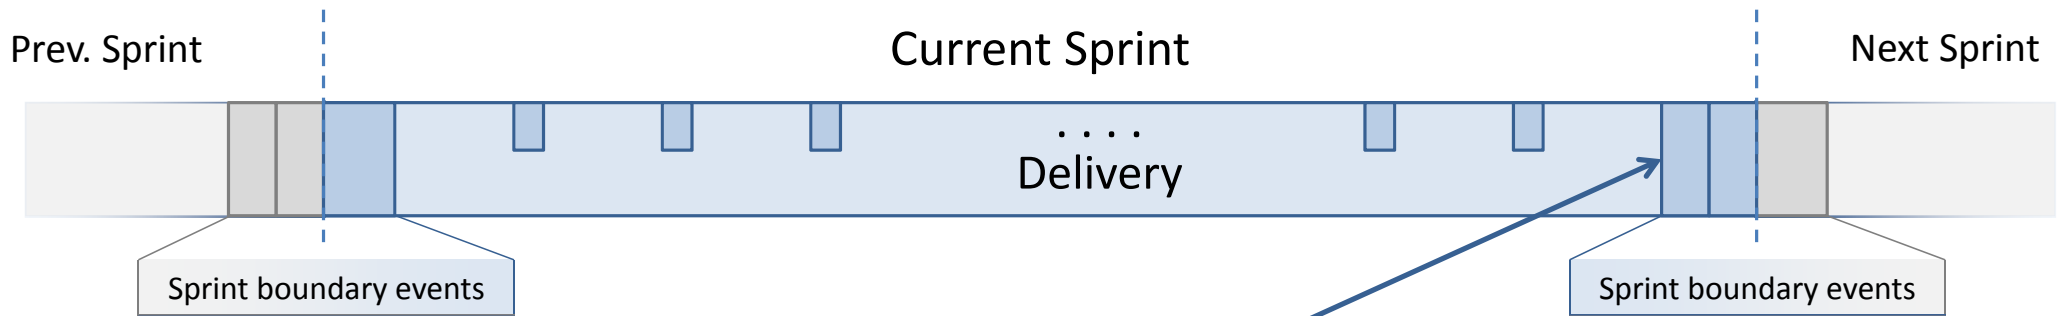 Prev. Sprint
Current Sprint
Next Sprint
. . . .
Delivery
Sprint boundary events
Sprint boundary events